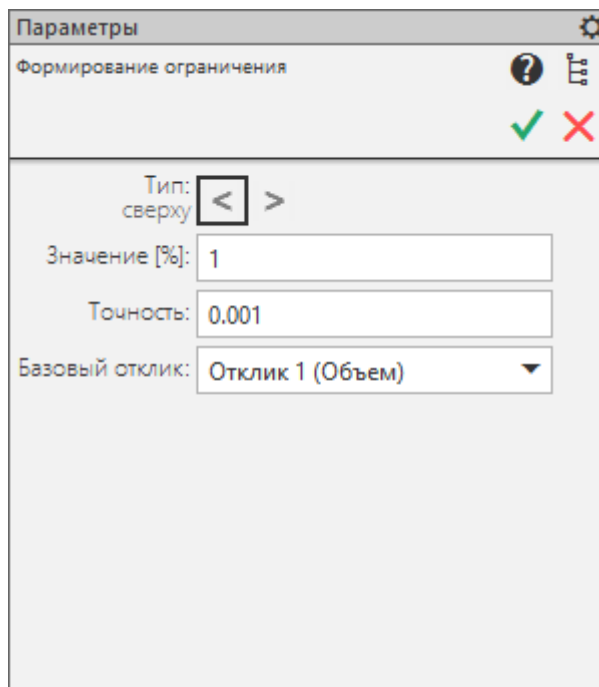 Параметры
Формирование ограничения
?
Тип:
сверху
< >
Значение [%]: 1
Точность: 0.001
Базовый отклик: Отклик 1 (Объем)